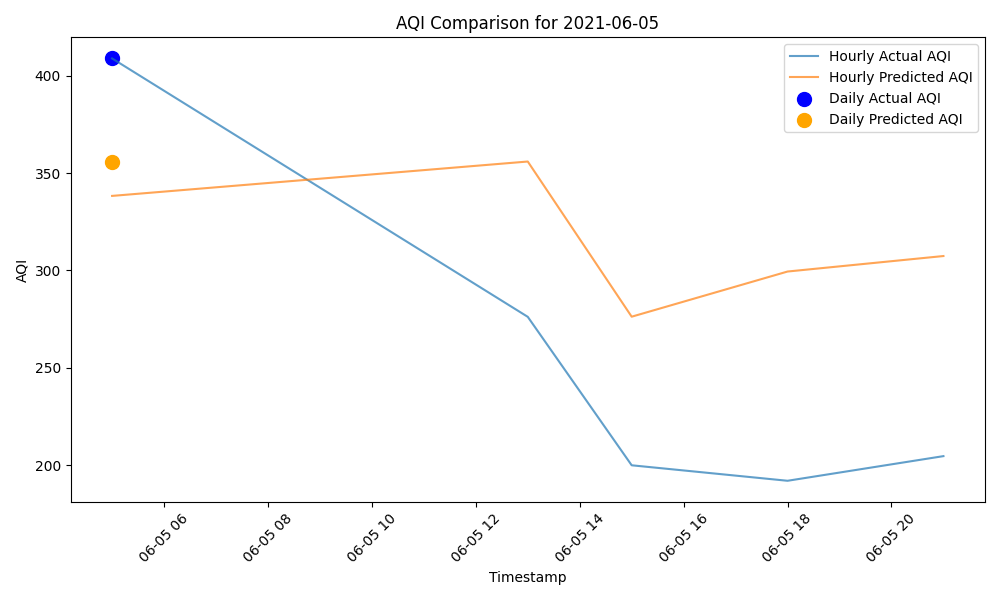 AQI Comparison for 2021-06-05
Hourly Actual AQI
Hourly Predicted AQI
Daily Actual AQI
Daily Predicted AQI
AQI
400
350
300
250
200
06-05 06
06-05 08
06-05 10
06-05 12
06-05 14
06-05 16
06-05 18
06-05 20
Timestamp